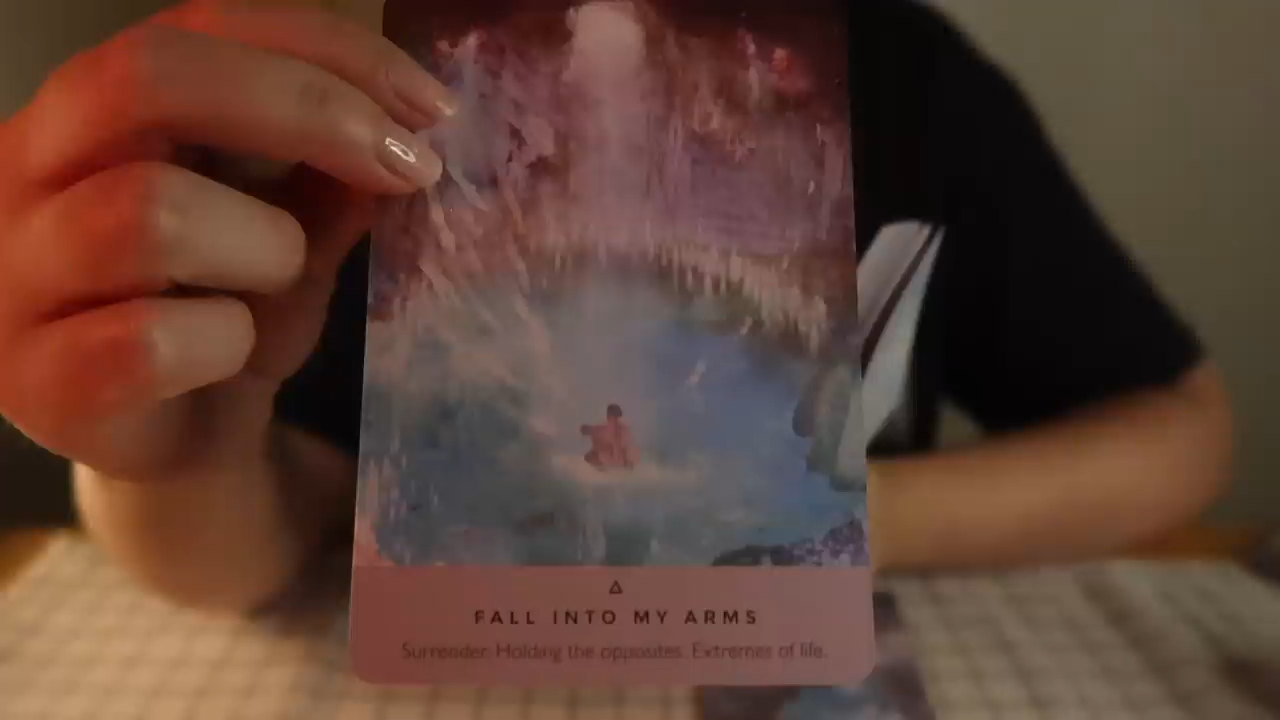 FALL INTO MY ARMS
Surrender. Holding the opposites. Extremes of life.